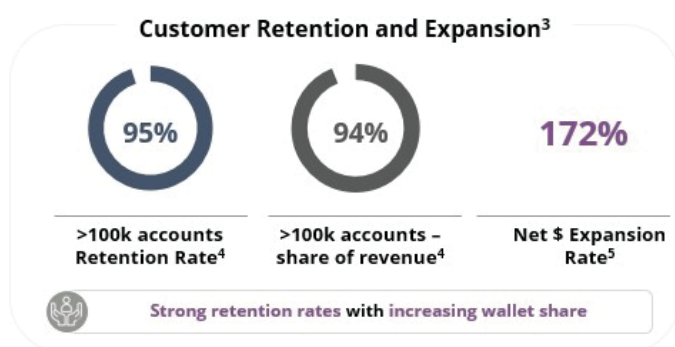 Customer Retention and Expansion³
95%
94%
172%
>100k accounts
Retention Rate⁴
>100k accounts –
share of revenue⁴
Net $ Expansion
Rate⁵
Strong retention rates with increasing wallet share